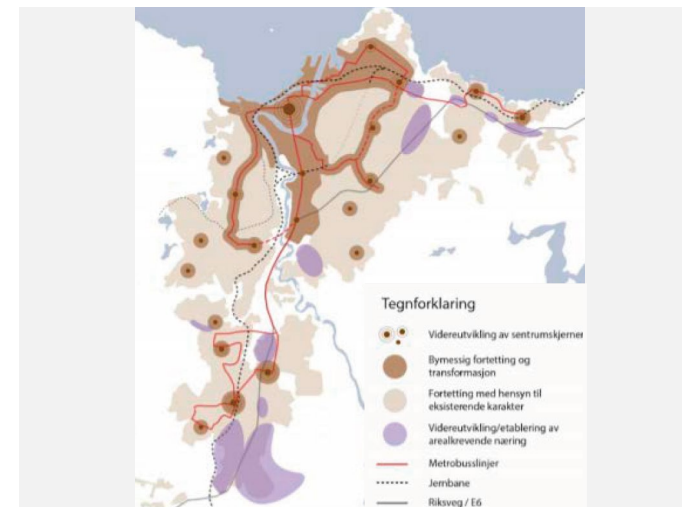 Tegnforklaring
Videreutvikling av sentrumskjerner
Bymessig fortetting og
transformasjon
Fortetting med hensyn til
eksisterende karakter
Videreutvikling/etablering av
arealkrevende næring
Metrobusslinjer
Jernbane
Riksveg / E6